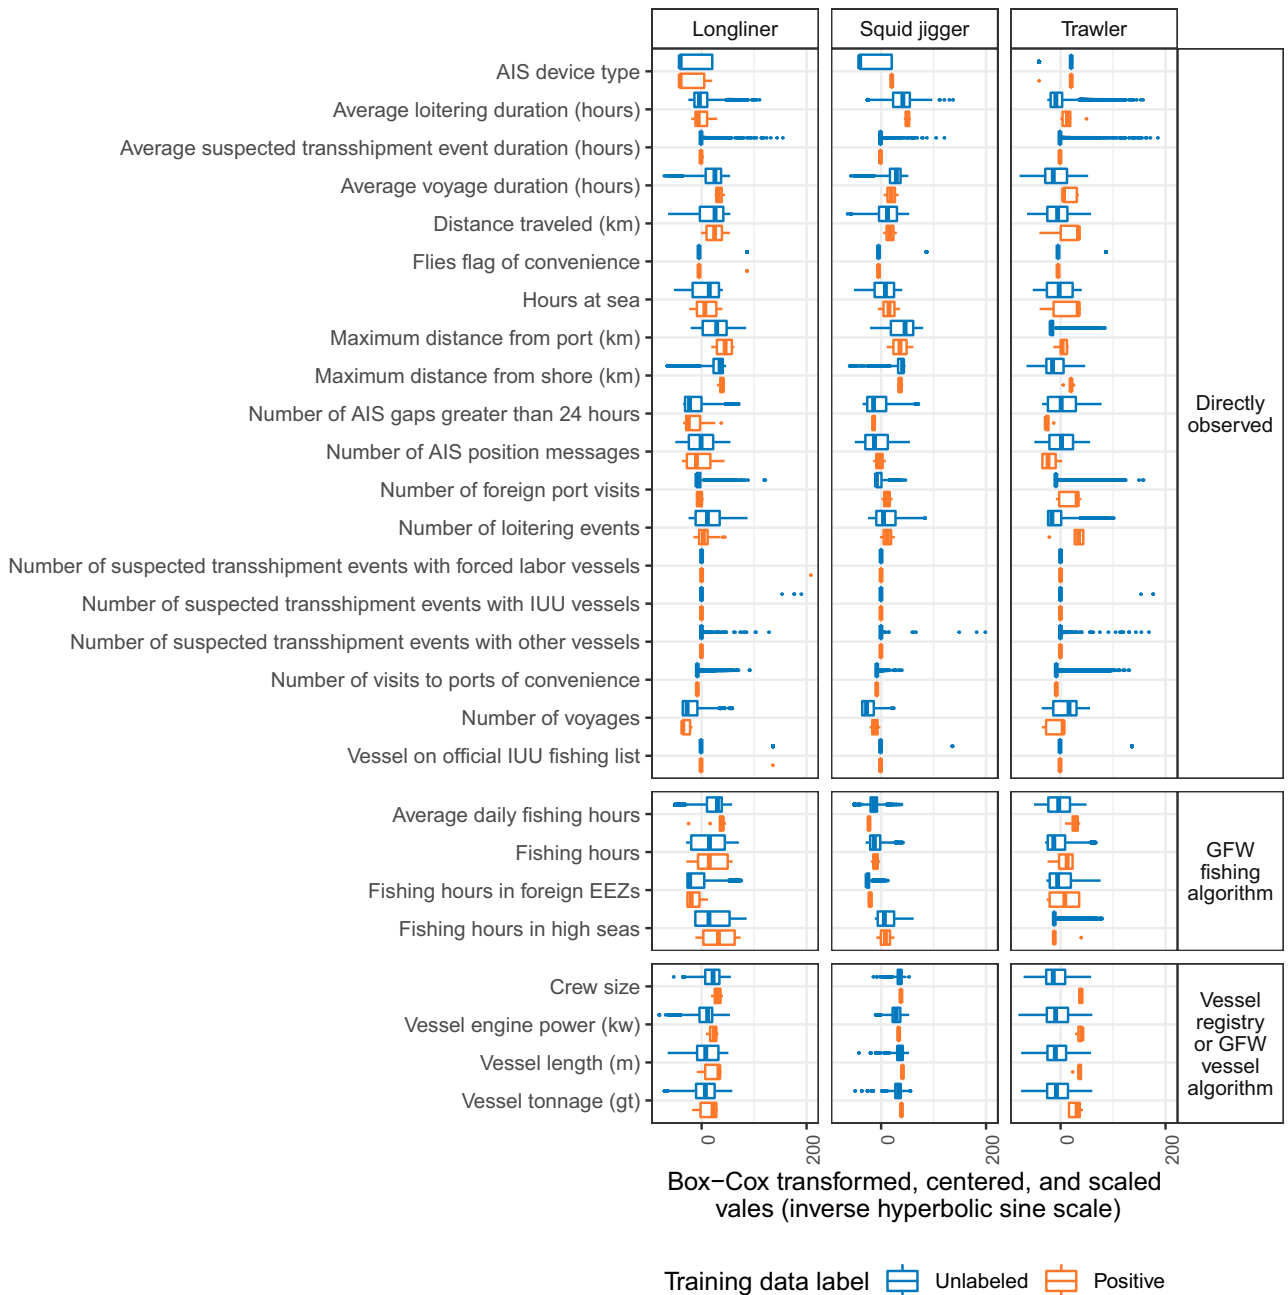 Longliner
Squid jigger
Trawler
AIS device type
Average loitering duration (hours)
Average suspected transshipment event duration (hours)
Average voyage duration (hours)
Distance traveled (km)
Flies flag of convenience
Hours at sea
Maximum distance from port (km)
Maximum distance from shore (km)
Number of AIS gaps greater than 24 hours
Number of AIS position messages
Number of foreign port visits
Number of loitering events
Number of suspected transshipment events with forced labor vessels
Number of suspected transshipment events with IUU vessels
Number of suspected transshipment events with other vessels
Number of visits to ports of convenience
Number of voyages
Vessel on official IUU fishing list
Directly
observed
Average daily fishing hours
Fishing hours
Fishing hours in foreign EEZs
Fishing hours in high seas
GFW
fishing
algorithm
Crew size
Vessel engine power (kw)
Vessel length (m)
Vessel tonnage (gt)
Vessel
registry
or GFW
vessel
algorithm
0
200
0
200
0
200
Box−Cox transformed, centered, and scaled
vales (inverse hyperbolic sine scale)
Training data label
Unlabeled
Positive